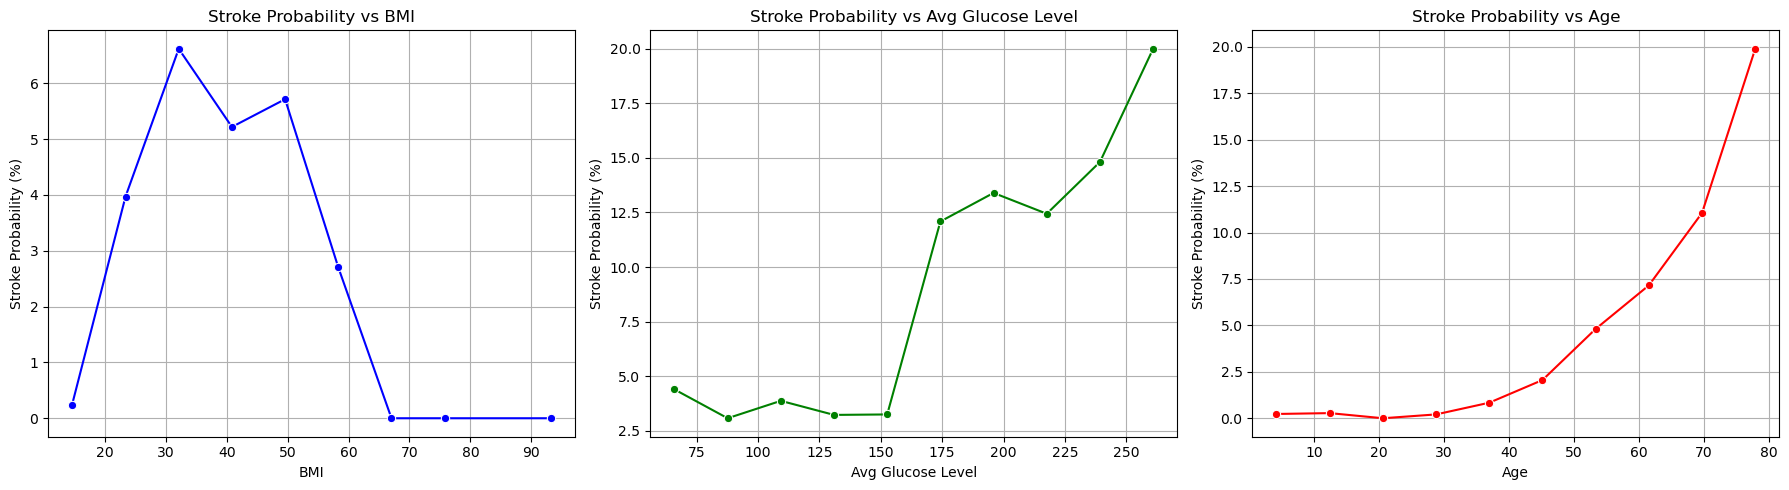 Stroke Probability vs BMI
Stroke Probability (%)
6
5
4
3
2
1
0
20 30 40 50 60 70 80 90
BMI
Stroke Probability vs Avg Glucose Level
Stroke Probability (%)
20.0
17.5
15.0
12.5
10.0
7.5
5.0
2.5
75 100 125 150 175 200 225 250
Avg Glucose Level
Stroke Probability vs Age
Stroke Probability (%)
20.0
17.5
15.0
12.5
10.0
7.5
5.0
2.5
0.0
10 20 30 40 50 60 70 80
Age